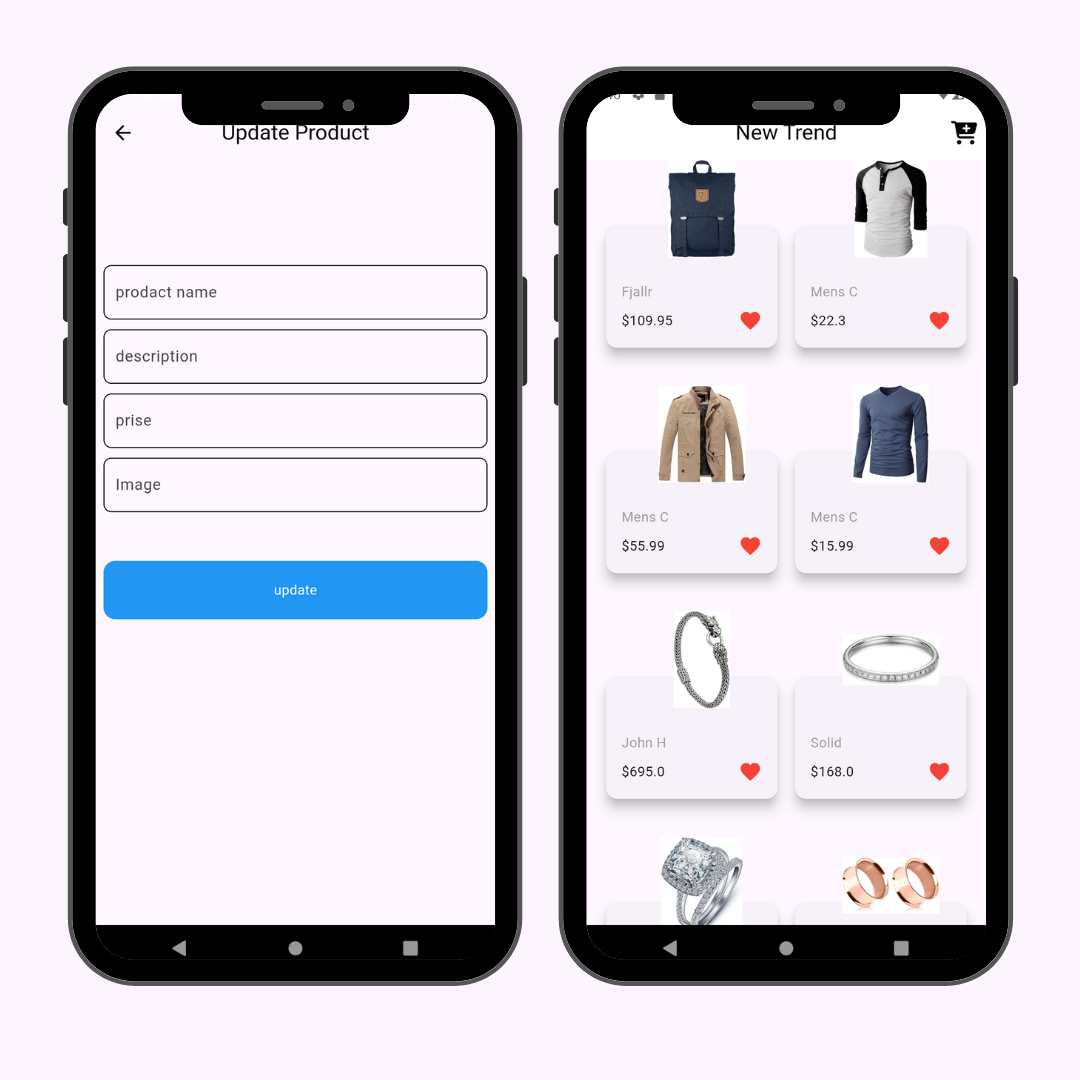 Update Product
prodact name
description
prise
Image
update
New Trend
Fjallr
$109.95
Mens C
$22.3
Mens C
$55.99
Mens C
$15.99
John H
$695.0
Solid
$168.0